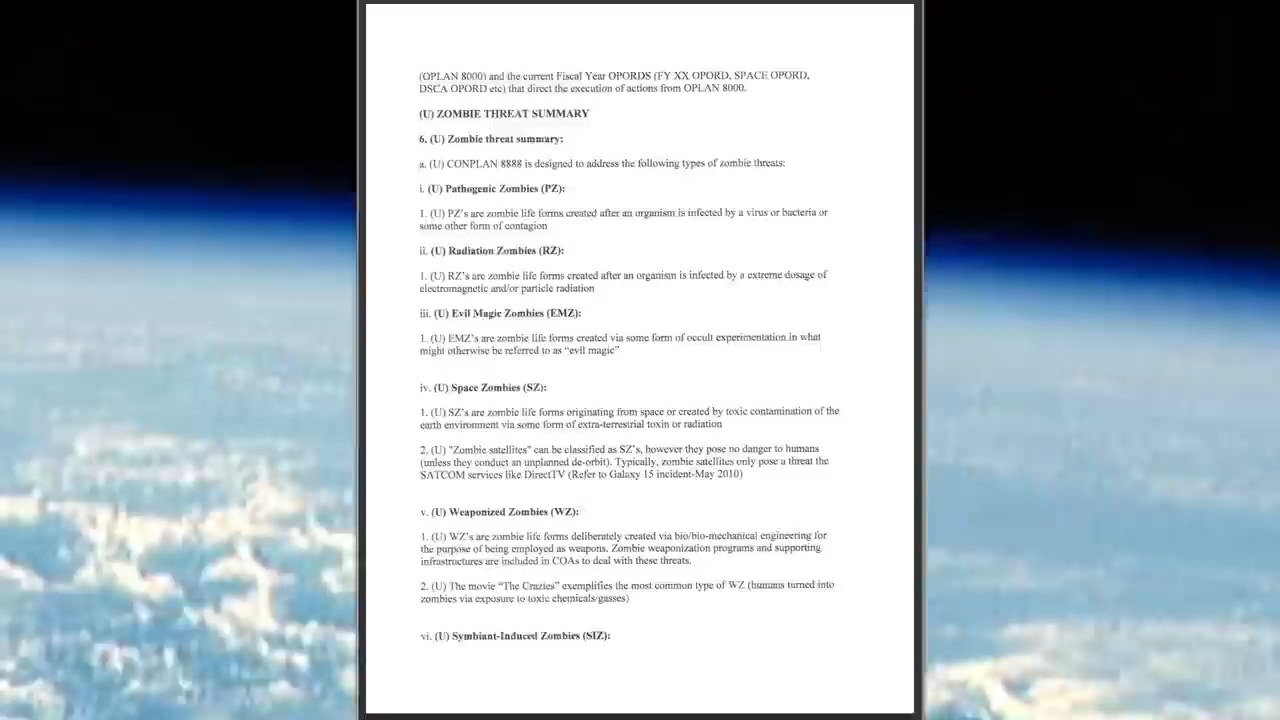 (OPLAN 8000) and the current Fiscal Year OPORDS (FY XX OPORD, SPACE OPORD,
DSCA OPORD etc) that direct the execution of actions from OPLAN 8000.
(U) ZOMBIE THREAT SUMMARY
6. (U) Zombie threat summary:
a. (U) CONPLAN 8888 is designed to address the following types of zombie threats:
i. (U) Pathogenic Zombies (PZ):
1. (U) PZ's are zombie life forms created after an organism is infected by a virus or bacteria or
some other form of contagion
ii. (U) Radiation Zombies (RZ):
1. (U) RZ's are zombie life forms created after an organism is infected by a extreme dosage of
electromagnetic and/or particle radiation
iii. (U) Evil Magic Zombies (EMZ):
1. (U) EMZ's are zombie life forms created via some form of occult experimentation in what
might otherwise be referred to as "evil magic"
iv. (U) Space Zombies (SZ):
1. (U) SZ's are zombie life forms originating from space or created by toxic contamination of the
earth environment via some form of extra-terrestrial toxin or radiation
2. (U) "Zombie satellites" can be classified as SZ's, however they pose no danger to humans
(unless they conduct an unplanned de-orbit). Typically, zombie satellites only pose a threat the
SATCOM services like DirectTV (Refer to Galaxy 15 incident-May 2010)
v. (U) Weaponized Zombies (WZ):
1. (U) WZ's are zombie life forms deliberately created via bio/bio-mechanical engineering for
the purpose of being employed as weapons. Zombie weaponization programs and supporting
infrastructures are included in COAs to deal with these threats.
2. (U) The movie "The Crazies" exemplifies the most common type of WZ (humans turned into
zombies via exposure to toxic chemicals/gasses)
vi. (U) Symbiant-Induced Zombies (SIZ):